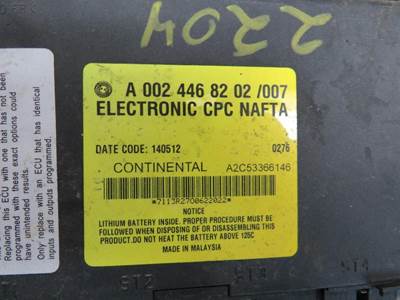 2204
A 002 446 82 02 /007
ELECTRONIC CPC NAFTA
DATE CODE: 140512 0276
CONTINENTAL A2C53366146
*7113R2700622022*
NOTICE
LITHIUM BATTERY INSIDE. PROPER PROCEDURE MUST BE
FOLLOWED IF DISPOSING OF OR DISASSEMBLING THIS
PRODUCT.DO NOT HEAT ABOVE 125C
MADE IN MALAYSIA
Replacing this ECU with one that has not been
programmed with these exact options could
have unintended results.
Only replace with an ECU that has identical
inputs and outputs programmed.
ST2